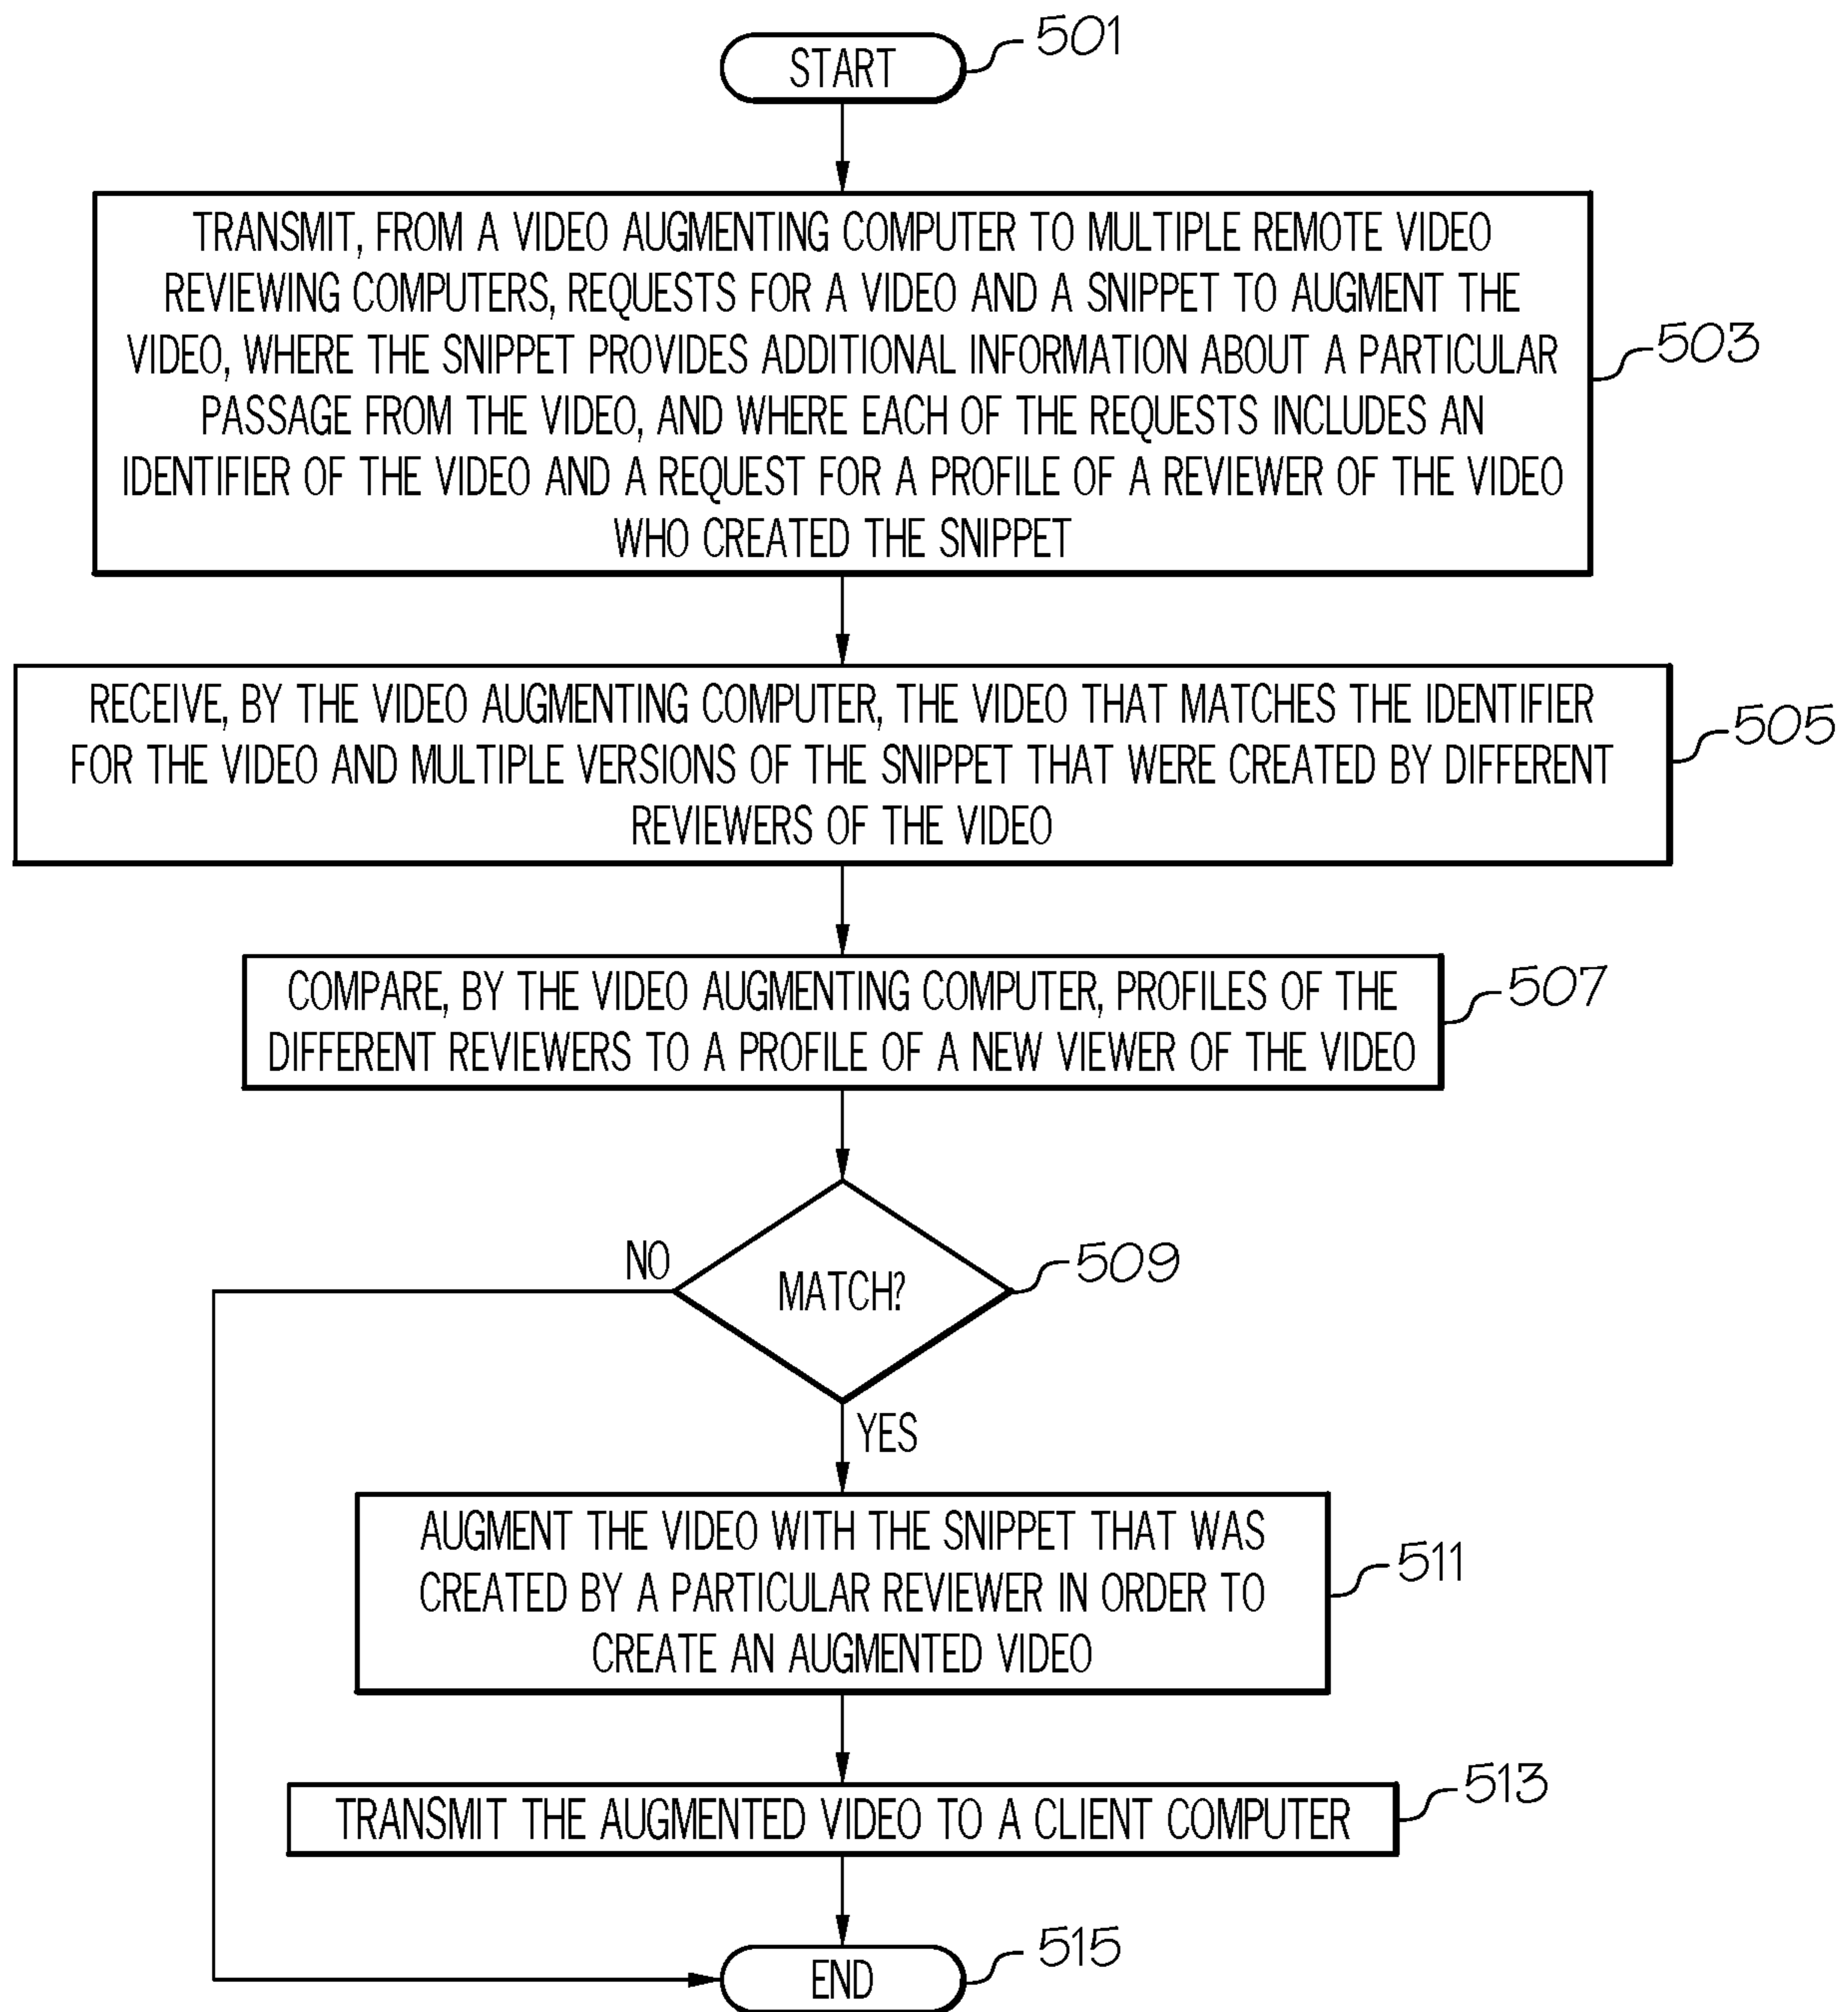 START
501
TRANSMIT, FROM A VIDEO AUGMENTING COMPUTER TO MULTIPLE REMOTE VIDEO
REVIEWING COMPUTERS, REQUESTS FOR A VIDEO AND A SNIPPET TO AUGMENT THE
VIDEO, WHERE THE SNIPPET PROVIDES ADDITIONAL INFORMATION ABOUT A PARTICULAR
PASSAGE FROM THE VIDEO, AND WHERE EACH OF THE REQUESTS INCLUDES AN
IDENTIFIER OF THE VIDEO AND A REQUEST FOR A PROFILE OF A REVIEWER OF THE VIDEO
WHO CREATED THE SNIPPET
503
RECEIVE, BY THE VIDEO AUGMENTING COMPUTER, THE VIDEO THAT MATCHES THE IDENTIFIER
FOR THE VIDEO AND MULTIPLE VERSIONS OF THE SNIPPET THAT WERE CREATED BY DIFFERENT
REVIEWERS OF THE VIDEO
505
COMPARE, BY THE VIDEO AUGMENTING COMPUTER, PROFILES OF THE
DIFFERENT REVIEWERS TO A PROFILE OF A NEW VIEWER OF THE VIDEO
507
NO
MATCH?
509
YES
AUGMENT THE VIDEO WITH THE SNIPPET THAT WAS
CREATED BY A PARTICULAR REVIEWER IN ORDER TO
CREATE AN AUGMENTED VIDEO
511
TRANSMIT THE AUGMENTED VIDEO TO A CLIENT COMPUTER
513
END
515